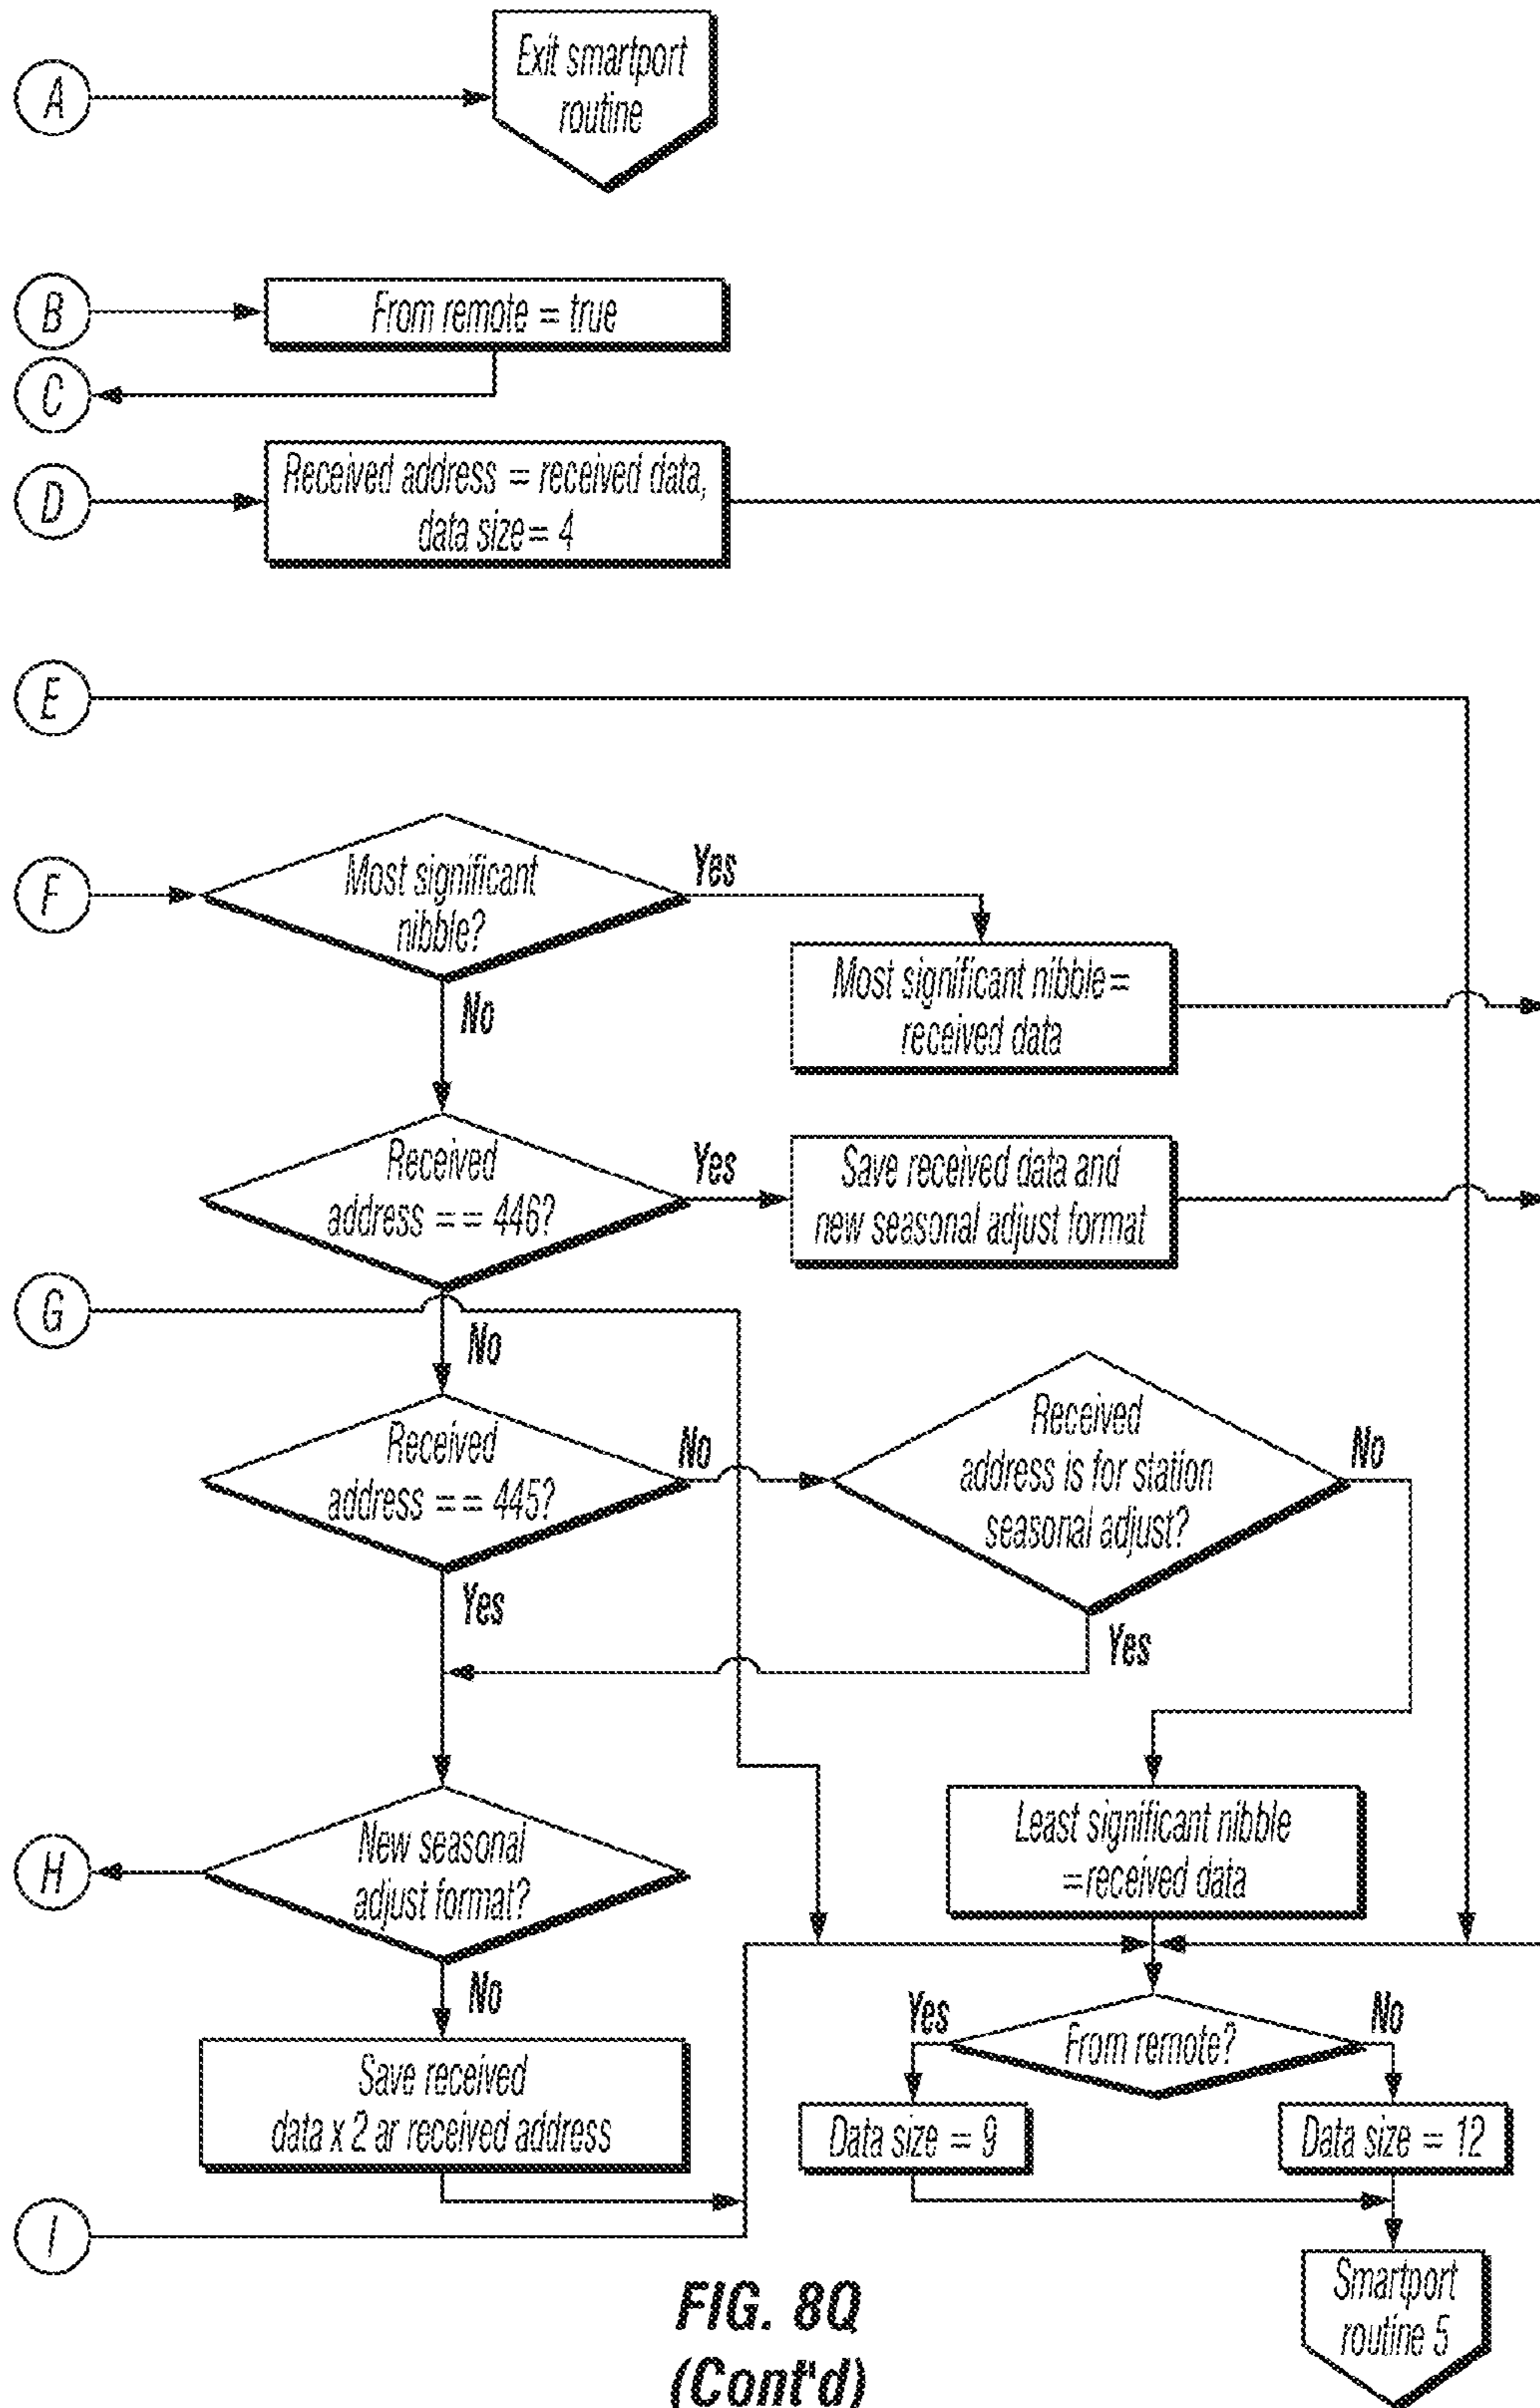 A
Exit smartport
routine
B
From remote = true
C
D
Received address = received data,
data size= 4
E
F
Most significant
nibble?
Yes
Most significant nibble=
received data
No
Received
address == 446?
Yes
Save received data and
new seasonal adjust format
G
No
Received
address == 445?
No
Received
address is for station
seasonal adjust?
No
Yes
Yes
H
New seasonal
adjust format?
Least significant nibble
=received data
No
Yes
From remote?
No
Save received
data x 2 ar received address
Data size = 9
Data size = 12
I
Smartport
routine 5
FIG. 8Q
(Cont'd)